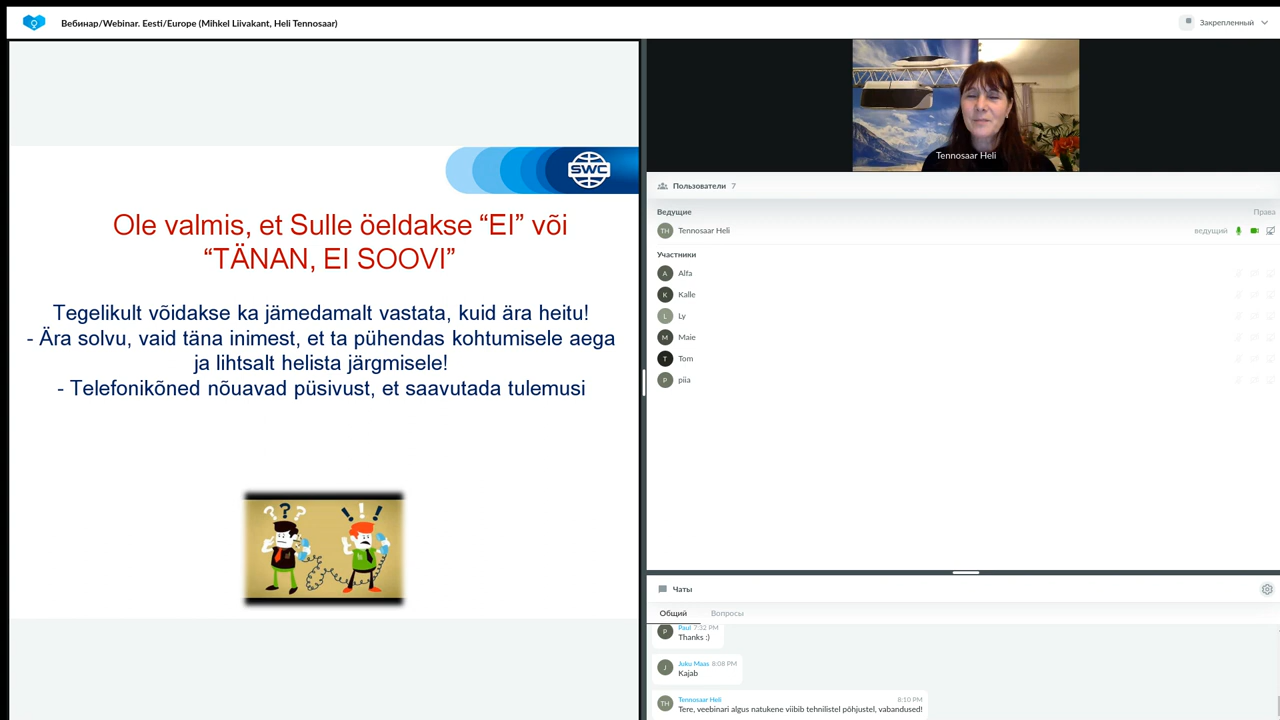 Вебинар/Webinar. Eesti/Europe (Mihkel Liivakant, Heli Tennosaar)
Закрепленный
SWC
Ole valmis, et Sulle öeldakse “EI” või
“TÄNAN, EI SOOVI”
Tegelikult võidakse ka jämedamalt vastata, kuid ära heitu!
- Ära solvu, vaid täna inimest, et ta pühendas kohtumisele aega
ja lihtsalt helista järgmisele!
- Telefonikõned nõuavad püsivust, et saavutada tulemusi
???
!!!
Tennosaar Heli
Пользователи 7
Ведущие Права
TH Tennosaar Heli ведущий
Участники
A Alfa
K Kalle
L Ly
M Maie
T Tom
P piia
Чаты
Общий Вопросы
Paul 7:32 PM
P Thanks :)
Juku Maas 8:08 PM
J Kajab
Tennosaar Heli 8:10 PM
TH Tere, veebinari algus natukene viibib tehnilistel põhjustel, vabandused!